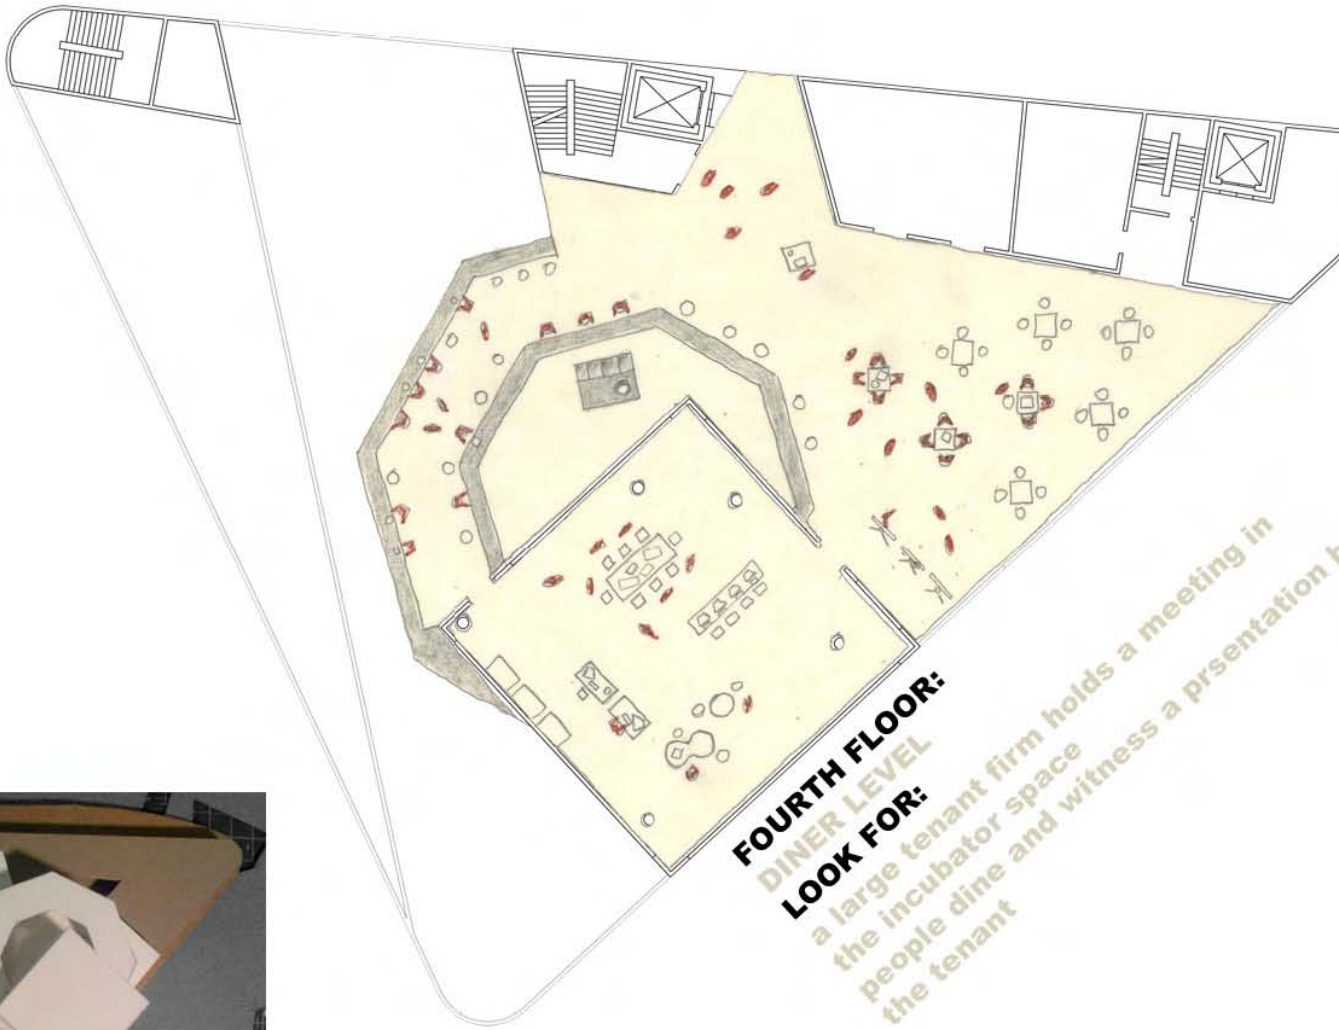 FOURTH FLOOR:
DINER LEVEL
LOOK FOR:
a large tenant firm holds a meeting in
the incubator space
people dine and witness a prsentation
the tenant